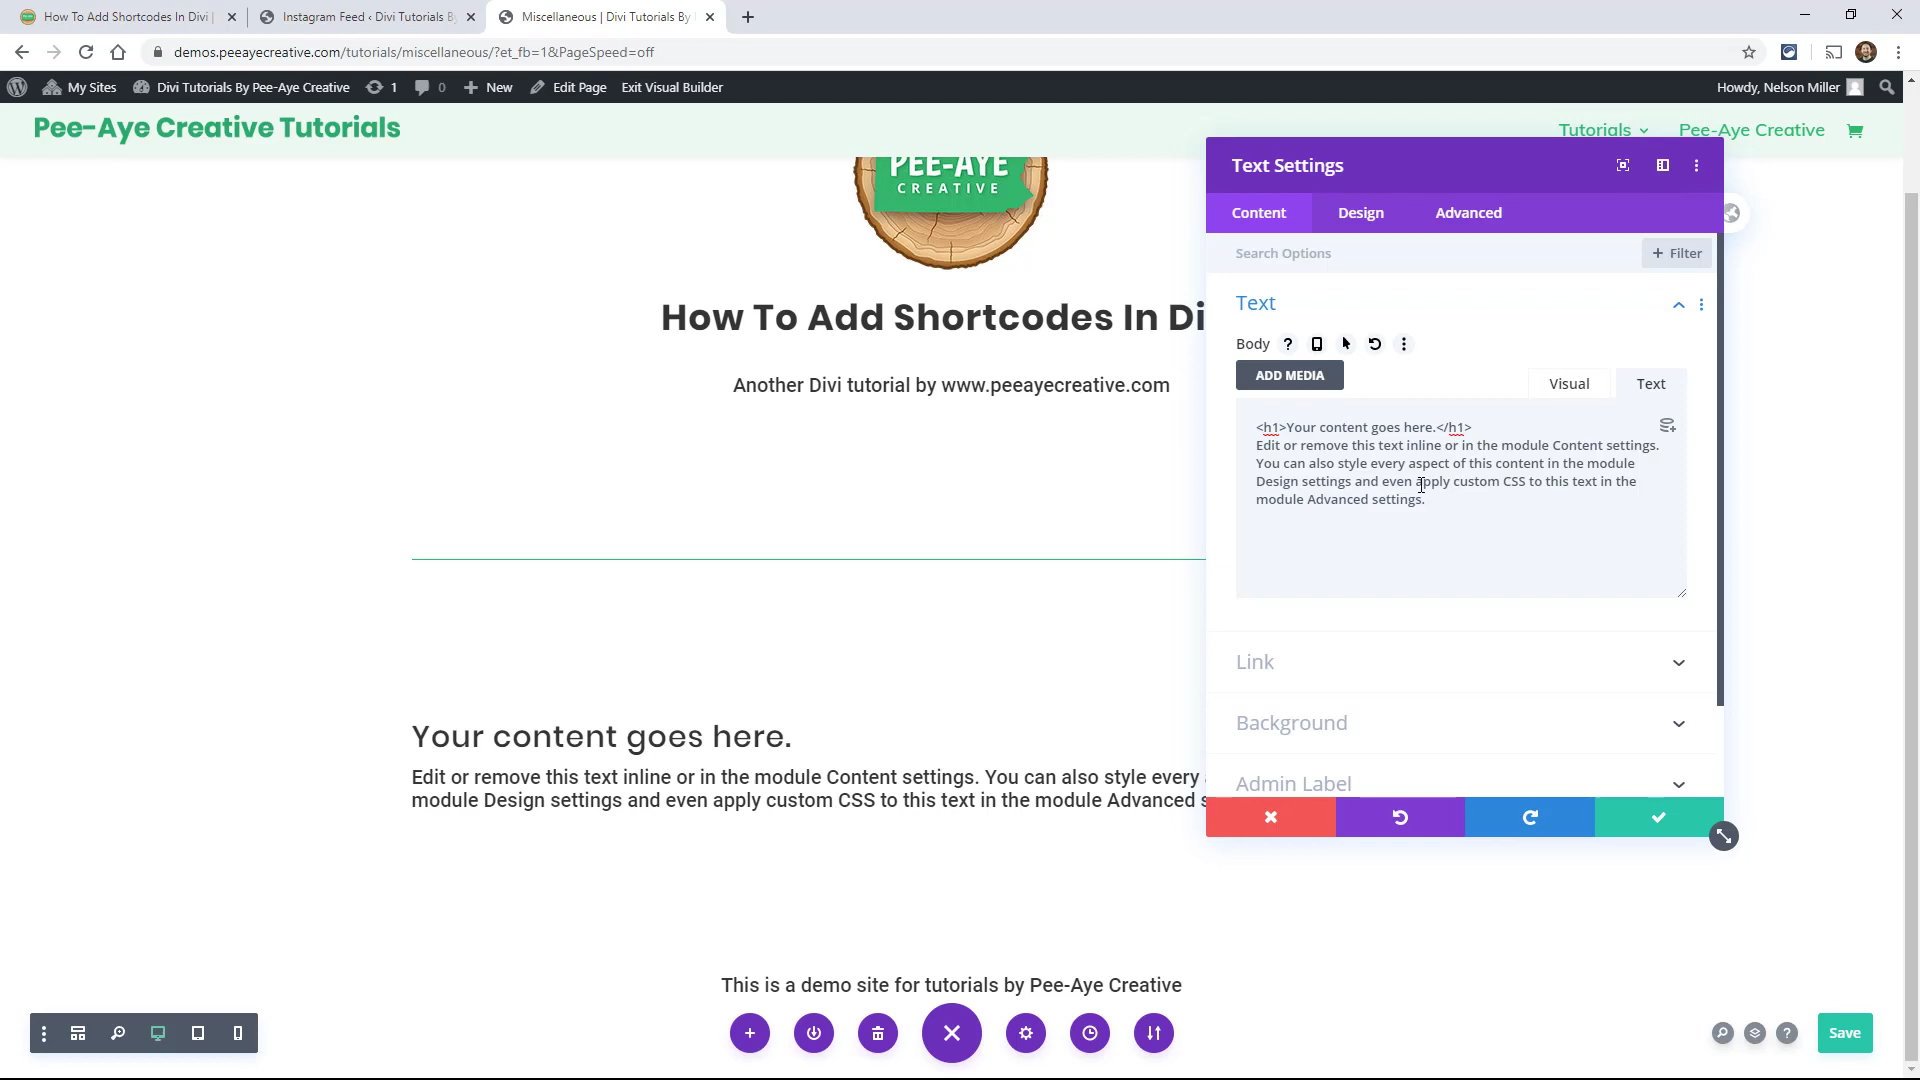 How To Add Shortcodes In Divi |
Instagram Feed ‹ Divi Tutorials By
Miscellaneous | Divi Tutorials By
demos.peeayecreative.com/tutorials/miscellaneous/?et_fb=1&PageSpeed=off
My Sites
Divi Tutorials By Pee-Aye Creative
1
0
New
Edit Page
Exit Visual Builder
Howdy, Nelson Miller
Pee-Aye Creative Tutorials
Tutorials
Pee-Aye Creative
PEE-AYE
CREATIVE
How To Add Shortcodes In Di
Another Divi tutorial by www.peeayecreative.com
Text Settings
Content
Design
Advanced
Search Options
+ Filter
Text
Body
ADD MEDIA
Visual
Text
<h1>Your content goes here.</h1>
Edit or remove this text inline or in the module Content settings.
You can also style every aspect of this content in the module
Design settings and even apply custom CSS to this text in the
module Advanced settings.
Link
Background
Admin Label
Your content goes here.
Edit or remove this text inline or in the module Content settings. You can also style every
module Design settings and even apply custom CSS to this text in the module Advanced s
This is a demo site for tutorials by Pee-Aye Creative
Save